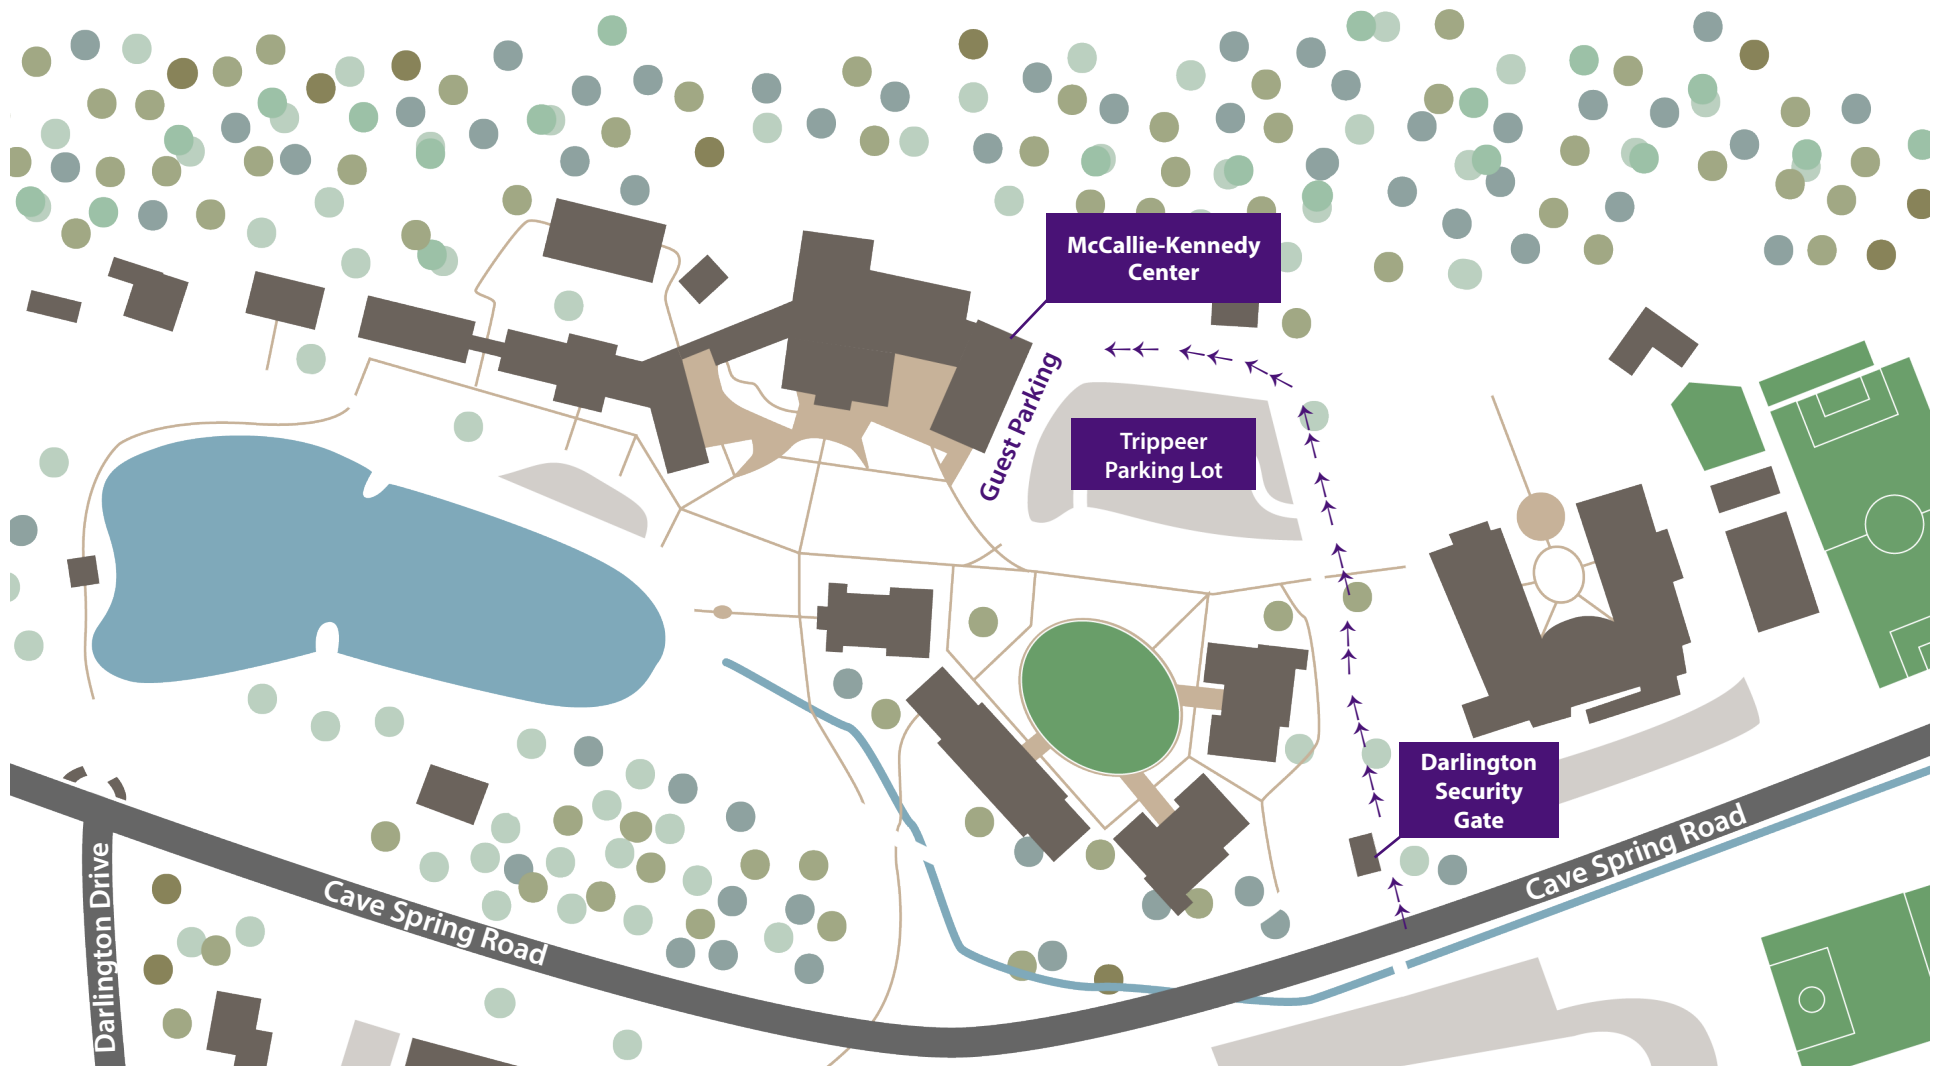 McCallie-Kennedy
Center
Guest Parking
Trippeer
Parking Lot
Darlington
Security
Gate
Cave Spring Road
Cave Spring Road
Darlington Drive